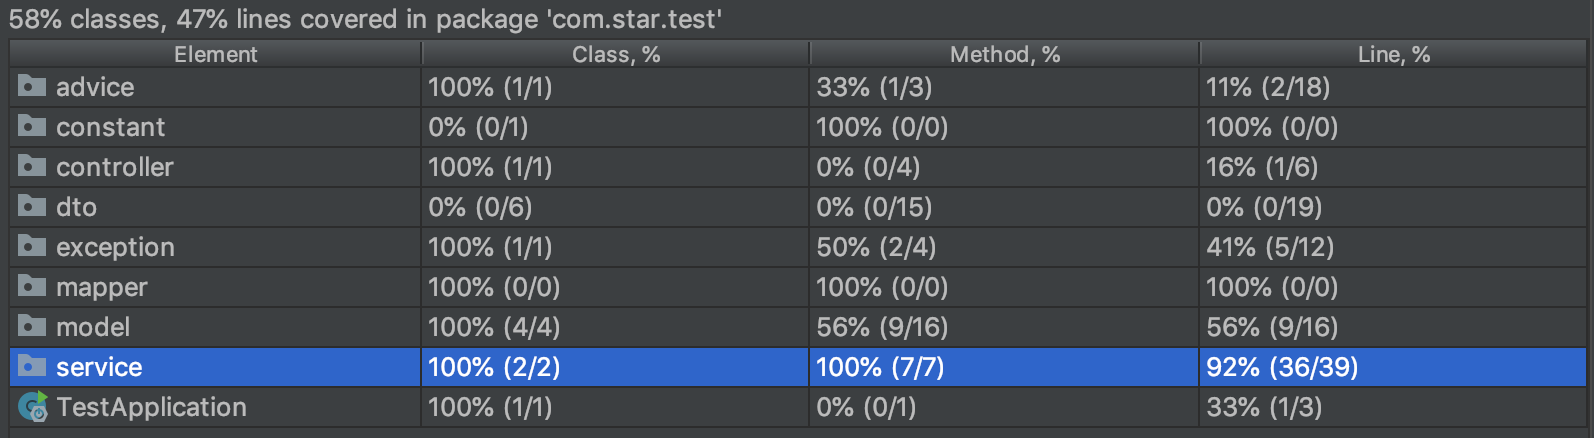 58% classes, 47% lines covered in package 'com.star.test'
Element Class, % Method, % Line, %
advice 100% (1/1) 33% (1/3) 11% (2/18)
constant 0% (0/1) 100% (0/0) 100% (0/0)
controller 100% (1/1) 0% (0/4) 16% (1/6)
dto 0% (0/6) 0% (0/15) 0% (0/19)
exception 100% (1/1) 50% (2/4) 41% (5/12)
mapper 100% (0/0) 100% (0/0) 100% (0/0)
model 100% (4/4) 56% (9/16) 56% (9/16)
service 100% (2/2) 100% (7/7) 92% (36/39)
TestApplication 100% (1/1) 0% (0/1) 33% (1/3)